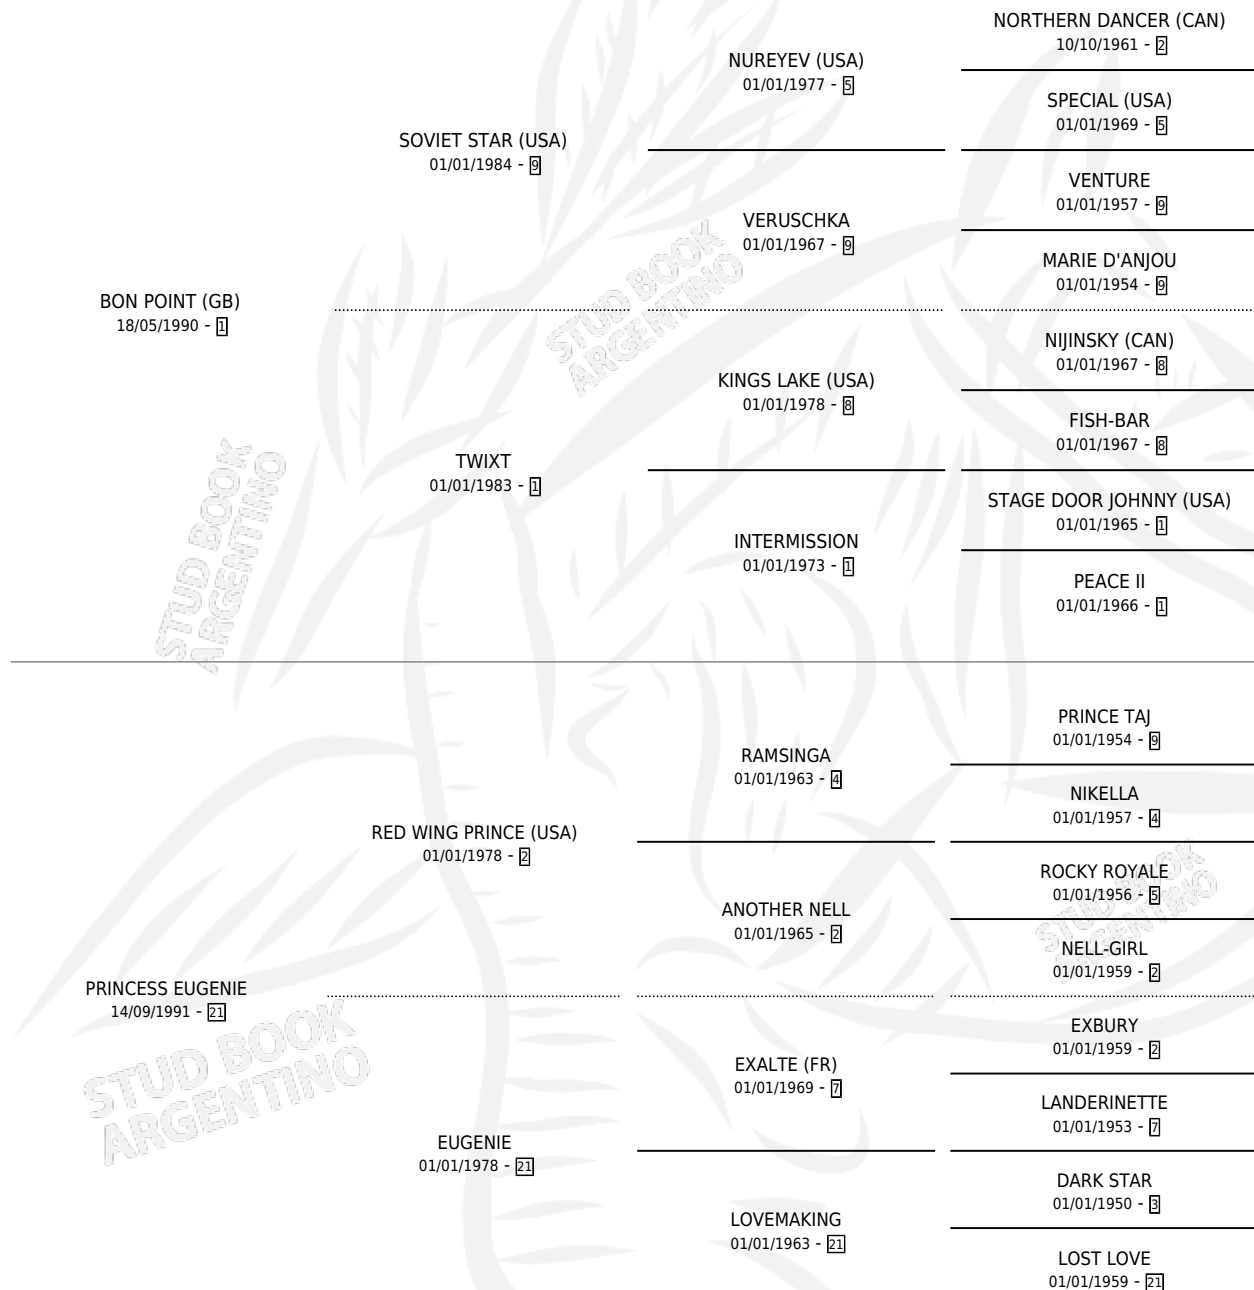 NORTHERN DANCER (CAN)
10/10/1961 - 2
NUREYEV (USA)
01/01/1977 - 5
SPECIAL (USA)
01/01/1969 - 5
SOVIET STAR (USA)
01/01/1984 - 9
VENTURE
01/01/1957 - 9
VERUSCHKA
01/01/1967 - 9
MARIE D'ANJOU
01/01/1954 - 9
BON POINT (GB)
18/05/1990 - 1
NIJINSKY (CAN)
01/01/1967 - 8
KINGS LAKE (USA)
01/01/1978 - 8
FISH-BAR
01/01/1967 - 8
TWIXT
01/01/1983 - 1
STAGE DOOR JOHNNY (USA)
01/01/1965 - 1
INTERMISSION
01/01/1973 - 1
PEACE II
01/01/1966 - 1
PRINCE TAJ
01/01/1954 - 9
RAMSINGA
01/01/1963 - 4
NIKELLA
01/01/1957 - 4
RED WING PRINCE (USA)
01/01/1978 - 2
ROCKY ROYALE
01/01/1956 - 5
ANOTHER NELL
01/01/1965 - 2
NELL-GIRL
01/01/1959 - 2
PRINCESS EUGENIE
14/09/1991 - 21
EXBURY
01/01/1959 - 2
EXALTE (FR)
01/01/1969 - 7
LANDERINETTE
01/01/1953 - 7
EUGENIE
01/01/1978 - 21
DARK STAR
01/01/1950 - 3
LOVEMAKING
01/01/1963 - 21
LOST LOVE
01/01/1959 - 21
STUD BOOK
ARGENTINO
STUD BOOK
ARGENTINO
STUD BOOK
ARGENTINO
STUD BOOK
ARGENTINO